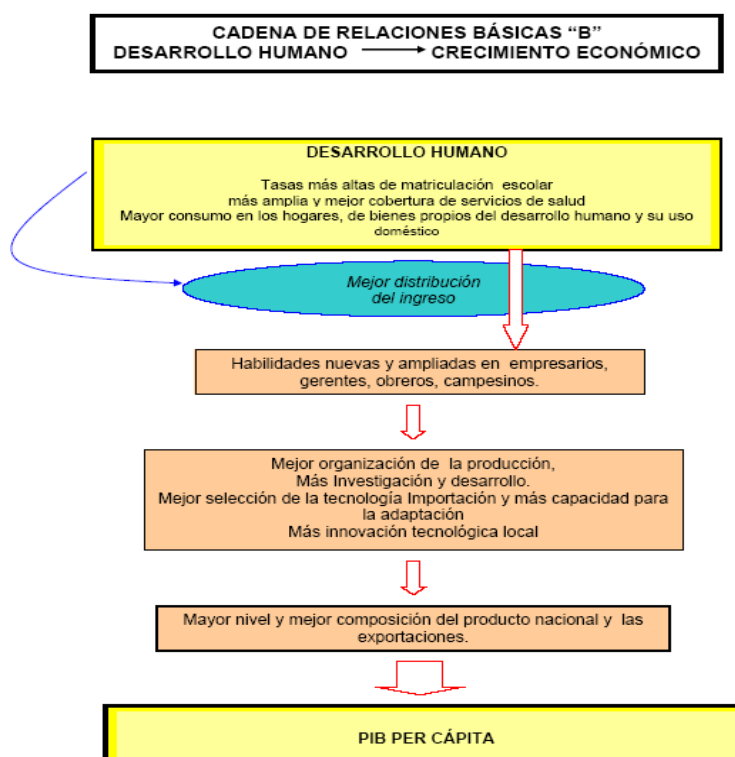 CADENA DE RELACIONES BÁSICAS “B”
DESARROLLO HUMANO CRECIMIENTO ECONÓMICO
DESARROLLO HUMANO
Tasas más altas de matriculación escolar
más amplia y mejor cobertura de servicios de salud
Mayor consumo en los hogares, de bienes propios del desarrollo humano y su uso
doméstico
Mejor distribución
del ingreso
Habilidades nuevas y ampliadas en empresarios,
gerentes, obreros, campesinos.
Mejor organización de la producción,
Más Investigación y desarrollo.
Mejor selección de la tecnología Importación y más capacidad para
la adaptación
Más innovación tecnológica local
Mayor nivel y mejor composición del producto nacional y las
exportaciones.
PIB PER CÁPITA